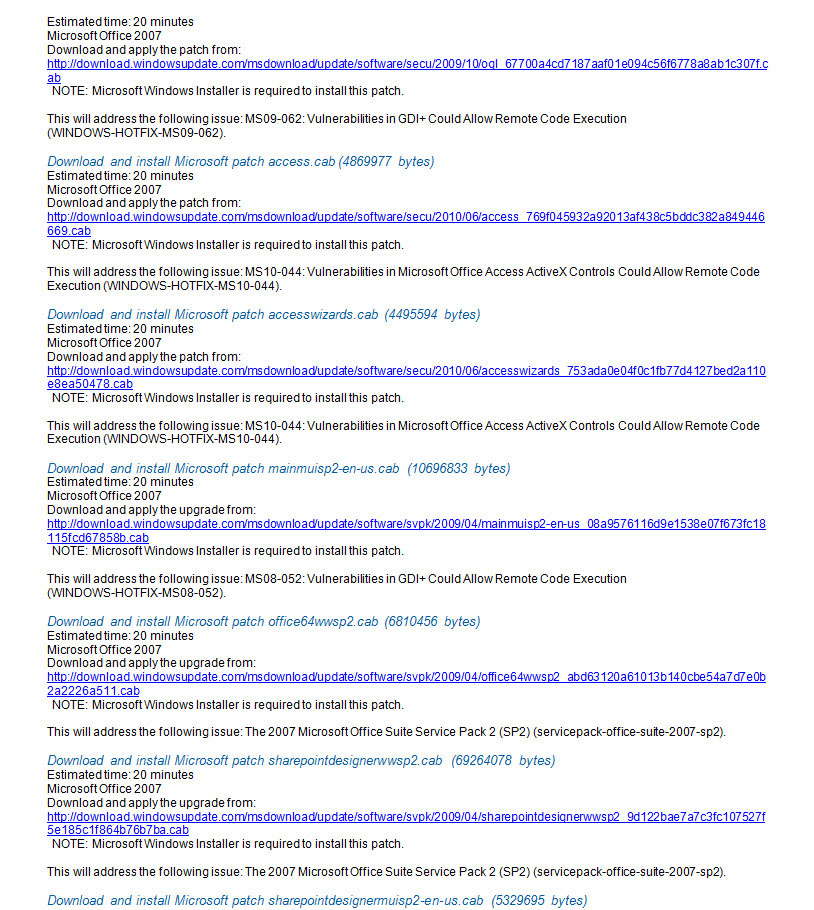 Estimated time: 20 minutes
Microsoft Office 2007
Download and apply the patch from:
http://download.windowsupdate.com/msdownload/update/software/secu/2009/10/ogl_67700a4cd7187aaf01e094c56f6778a8ab1c307f.c
ab
NOTE: Microsoft Windows Installer is required to install this patch.
This will address the following issue: MS09-062: Vulnerabilities in GDI+ Could Allow Remote Code Execution
(WINDOWS-HOTFIX-MS09-062).
Download and install Microsoft patch access.cab (4869977 bytes)
Estimated time: 20 minutes
Microsoft Office 2007
Download and apply the patch from:
http://download.windowsupdate.com/msdownload/update/software/secu/2010/06/access_769f045932a92013af438c5bddc382a849446
669.cab
NOTE: Microsoft Windows Installer is required to install this patch.
This will address the following issue: MS10-044: Vulnerabilities in Microsoft Office Access ActiveX Controls Could Allow Remote Code
Execution (WINDOWS-HOTFIX-MS10-044).
Download and install Microsoft patch accesswizards.cab (4495594 bytes)
Estimated time: 20 minutes
Microsoft Office 2007
Download and apply the patch from:
http://download.windowsupdate.com/msdownload/update/software/secu/2010/06/accesswizards_753ada0e04f0c1fb77d4127bed2a110
e8ea50478.cab
NOTE: Microsoft Windows Installer is required to install this patch.
This will address the following issue: MS10-044: Vulnerabilities in Microsoft Office Access ActiveX Controls Could Allow Remote Code
Execution (WINDOWS-HOTFIX-MS10-044).
Download and install Microsoft patch mainmuisp2-en-us.cab (10696833 bytes)
Estimated time: 20 minutes
Microsoft Office 2007
Download and apply the upgrade from:
http://download.windowsupdate.com/msdownload/update/software/svpk/2009/04/mainmuisp2-en-us_08a9576116d9e1538e07f673fc18
115fcd67858b.cab
NOTE: Microsoft Windows Installer is required to install this patch.
This will address the following issue: MS08-052: Vulnerabilities in GDI+ Could Allow Remote Code Execution
(WINDOWS-HOTFIX-MS08-052).
Download and install Microsoft patch office64wwsp2.cab (6810456 bytes)
Estimated time: 20 minutes
Microsoft Office 2007
Download and apply the upgrade from:
http://download.windowsupdate.com/msdownload/update/software/svpk/2009/04/office64wwsp2_abd63120a61013b140cbe54a7d7e0b
2a2226a511.cab
NOTE: Microsoft Windows Installer is required to install this patch.
This will address the following issue: The 2007 Microsoft Office Suite Service Pack 2 (SP2) (servicepack-office-suite-2007-sp2).
Download and install Microsoft patch sharepointdesignerwwsp2.cab (69264078 bytes)
Estimated time: 20 minutes
Microsoft Office 2007
Download and apply the upgrade from:
http://download.windowsupdate.com/msdownload/update/software/svpk/2009/04/sharepointdesignerwwsp2_9d122bae7a7c3fc107527f
5e185c1f864b76b7ba.cab
NOTE: Microsoft Windows Installer is required to install this patch.
This will address the following issue: The 2007 Microsoft Office Suite Service Pack 2 (SP2) (servicepack-office-suite-2007-sp2).
Download and install Microsoft patch sharepointdesignermuisp2-en-us.cab (5329695 bytes)